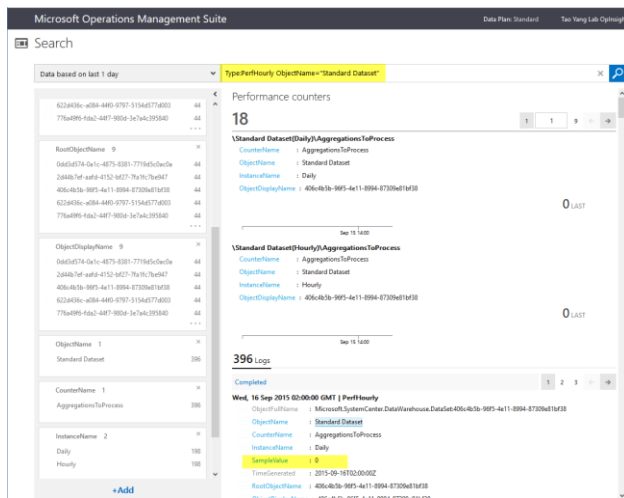 Microsoft Operations Management Suite
Data Plan: Standard
Tao Yang Lab OpInsigh
Search
Data based on last 1 day
Type:PerfHourly ObjectName="Standard Dataset"
622d436c-a084-44f0-9797-5154d577d003 44
776a49f6-fda2-44f7-980d-3e7a4c395840 44
RootObjectName 9
0dd3d574-0a1c-4875-8381-7719d5c0ac0e 44
2d44b7ef-aafd-4152-bf27-7fa1fc7be947 44
406c4b5b-96f5-4e11-8994-87309e81bf38 44
622d436c-a084-44f0-9797-5154d577d003 44
776a49f6-fda2-44f7-980d-3e7a4c395840 44
ObjectDisplayName 9
0dd3d574-0a1c-4875-8381-7719d5c0ac0e 44
2d44b7ef-aafd-4152-bf27-7fa1fc7be947 44
406c4b5b-96f5-4e11-8994-87309e81bf38 44
622d436c-a084-44f0-9797-5154d577d003 44
776a49f6-fda2-44f7-980d-3e7a4c395840 44
ObjectName 1
Standard Dataset 396
CounterName 1
AggregationsToProcess 396
InstanceName 2
Daily 198
Hourly 198
+Add
Performance counters
18
1 1 9
\Standard Dataset(Daily)\AggregationsToProcess
CounterName : AggregationsToProcess
ObjectName : Standard Dataset
InstanceName : Daily
ObjectDisplayName : 406c4b5b-96f5-4e11-8994-87309e81bf38
0 LAST
Sep 15 14:00
\Standard Dataset(Hourly)\AggregationsToProcess
CounterName : AggregationsToProcess
ObjectName : Standard Dataset
InstanceName : Hourly
ObjectDisplayName : 406c4b5b-96f5-4e11-8994-87309e81bf38
0 LAST
Sep 15 14:00
396 Logs
Completed
1 2 3
Wed, 16 Sep 2015 02:00:00 GMT | PerfHourly
ObjectFullName : Microsoft.SystemCenter.DataWarehouse.DataSet:406c4b5b-96f5-4e11-8994-87309e81bf38
ObjectName : Standard Dataset
CounterName : AggregationsToProcess
InstanceName : Daily
SampleValue : 0
TimeGenerated : 2015-09-16T02:00:00Z
RootObjectName : 406c4b5b-96f5-4e11-8994-87309e81bf38
ObjectDisplayName : 406c4b5b-96f5-4e11-8994-87309e81bf38